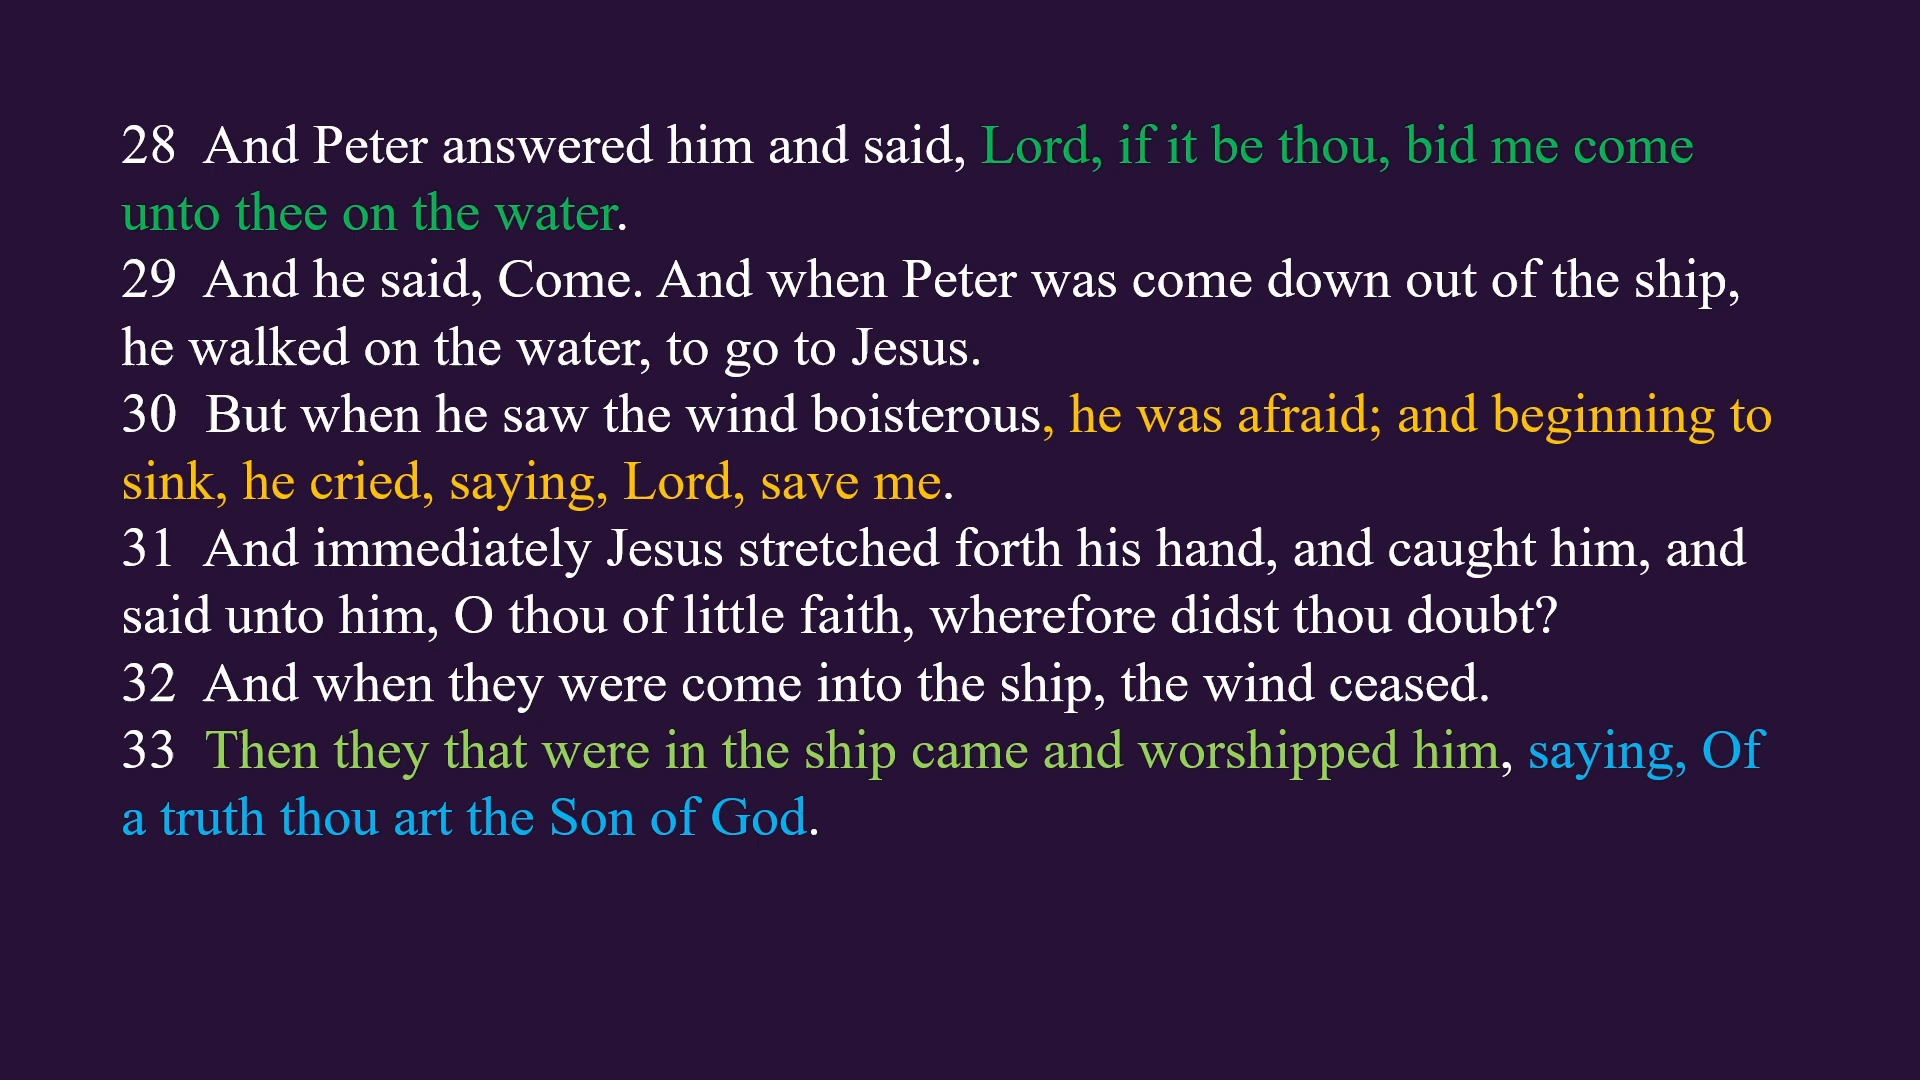 28  And Peter answered him and said, Lord, if it be thou, bid me come
unto thee on the water.
29  And he said, Come. And when Peter was come down out of the ship,
he walked on the water, to go to Jesus.
30  But when he saw the wind boisterous, he was afraid; and beginning to
sink, he cried, saying, Lord, save me.
31  And immediately Jesus stretched forth his hand, and caught him, and
said unto him, O thou of little faith, wherefore didst thou doubt?
32  And when they were come into the ship, the wind ceased.
33  Then they that were in the ship came and worshipped him, saying, Of
a truth thou art the Son of God.